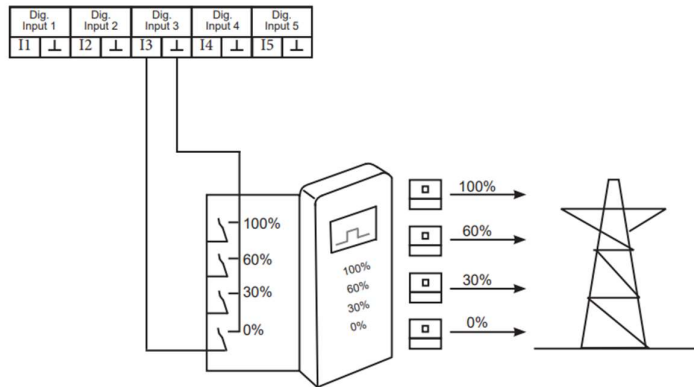 Dig. Input 1
Dig. Input 2
Dig. Input 3
Dig. Input 4
Dig. Input 5
I1 ⊥ I2 ⊥ I3 ⊥ I4 ⊥ I5 ⊥
100%
60%
30%
0%
100%
60%
30%
0%
100%
60%
30%
0%